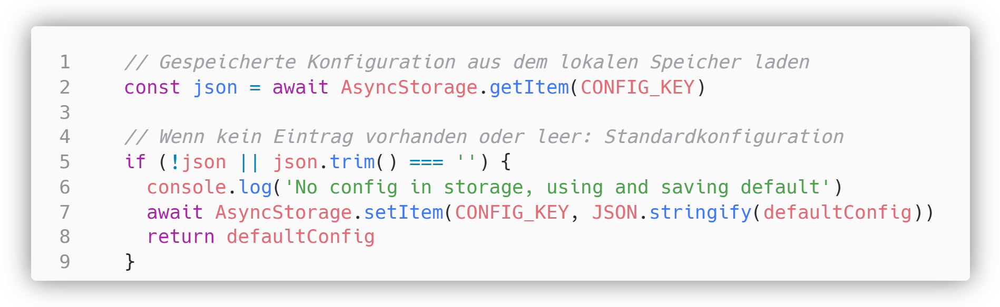 1 // Gespeicherte Konfiguration aus dem lokalen Speicher laden
2 const json = await AsyncStorage.getItem(CONFIG_KEY)
3
4 // Wenn kein Eintrag vorhanden oder leer: Standardkonfiguration
5 if (!json || json.trim() === '') {
6   console.log('No config in storage, using and saving default')
7   await AsyncStorage.setItem(CONFIG_KEY, JSON.stringify(defaultConfig))
8   return defaultConfig
9 }